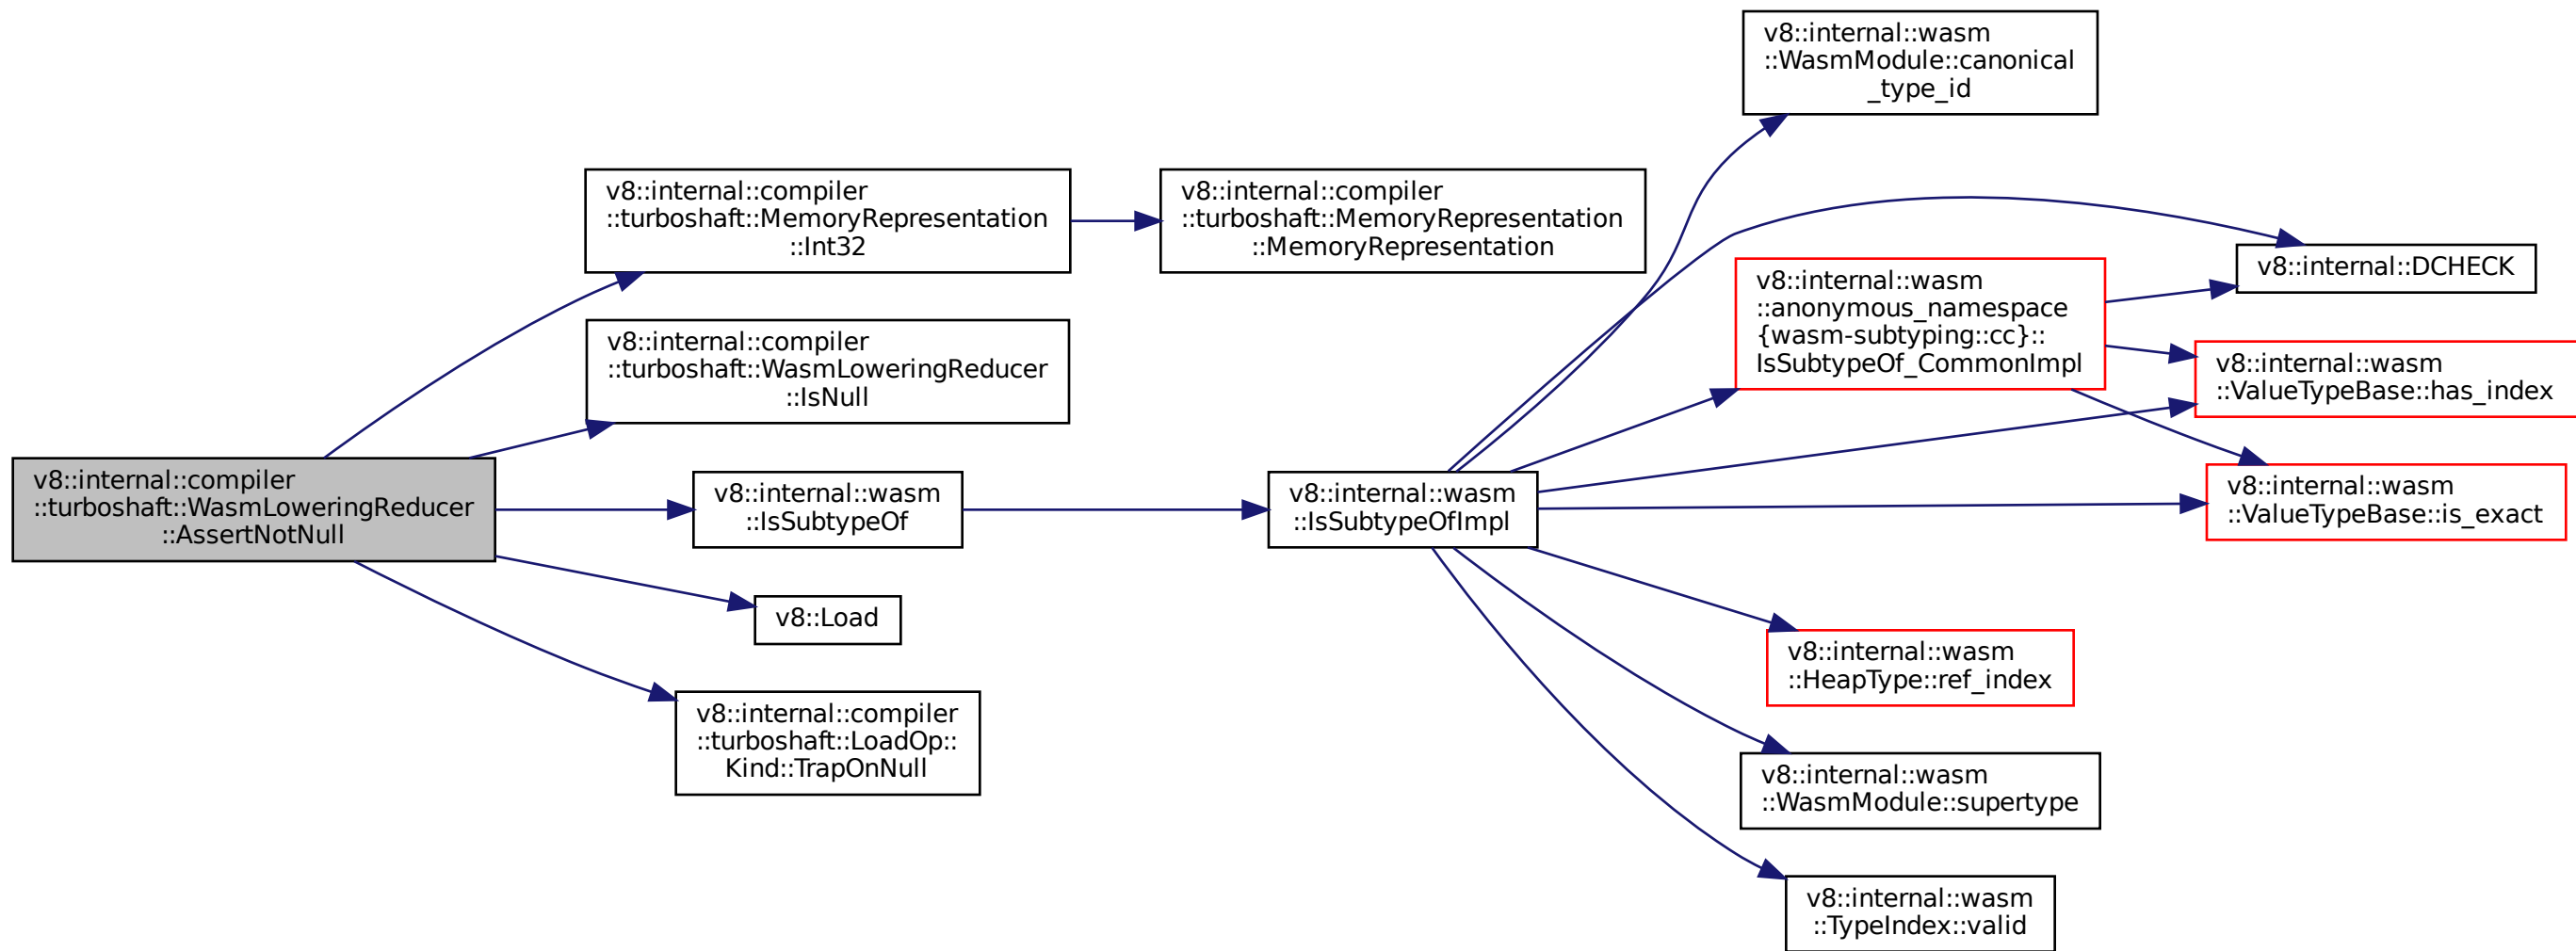 v8::internal::compiler
::turboshaft::WasmLoweringReducer
::AssertNotNull
v8::internal::compiler
::turboshaft::MemoryRepresentation
::Int32
v8::internal::compiler
::turboshaft::MemoryRepresentation
::MemoryRepresentation
v8::internal::compiler
::turboshaft::WasmLoweringReducer
::IsNull
v8::internal::wasm
::IsSubtypeOf
v8::internal::wasm
::IsSubtypeOfImpl
v8::internal::wasm
::WasmModule::canonical
_type_id
v8::internal::DCHECK
v8::internal::wasm
::anonymous_namespace
{wasm-subtyping::cc}::
IsSubtypeOf_CommonImpl
v8::internal::wasm
::ValueTypeBase::has_index
v8::internal::wasm
::ValueTypeBase::is_exact
v8::internal::wasm
::HeapType::ref_index
v8::internal::wasm
::WasmModule::supertype
v8::internal::wasm
::TypeIndex::valid
v8::Load
v8::internal::compiler
::turboshaft::LoadOp::
Kind::TrapOnNull